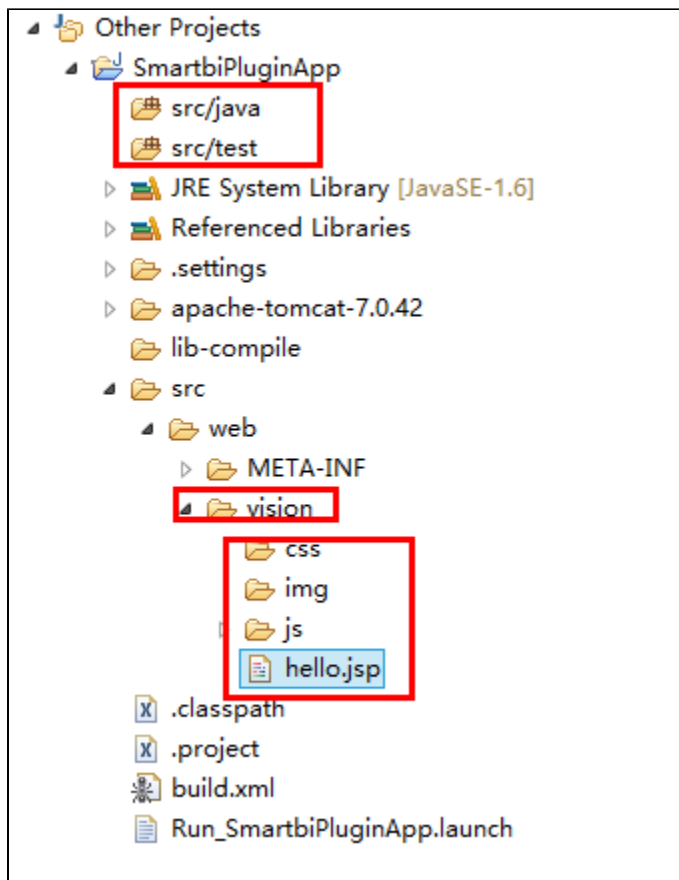 Other Projects
SmartbiPluginApp
src/java
src/test
JRE System Library [JavaSE-1.6]
Referenced Libraries
.settings
apache-tomcat-7.0.42
lib-compile
src
web
META-INF
vision
css
img
js
hello.jsp
.classpath
.project
build.xml
Run_SmartbiPluginApp.launch